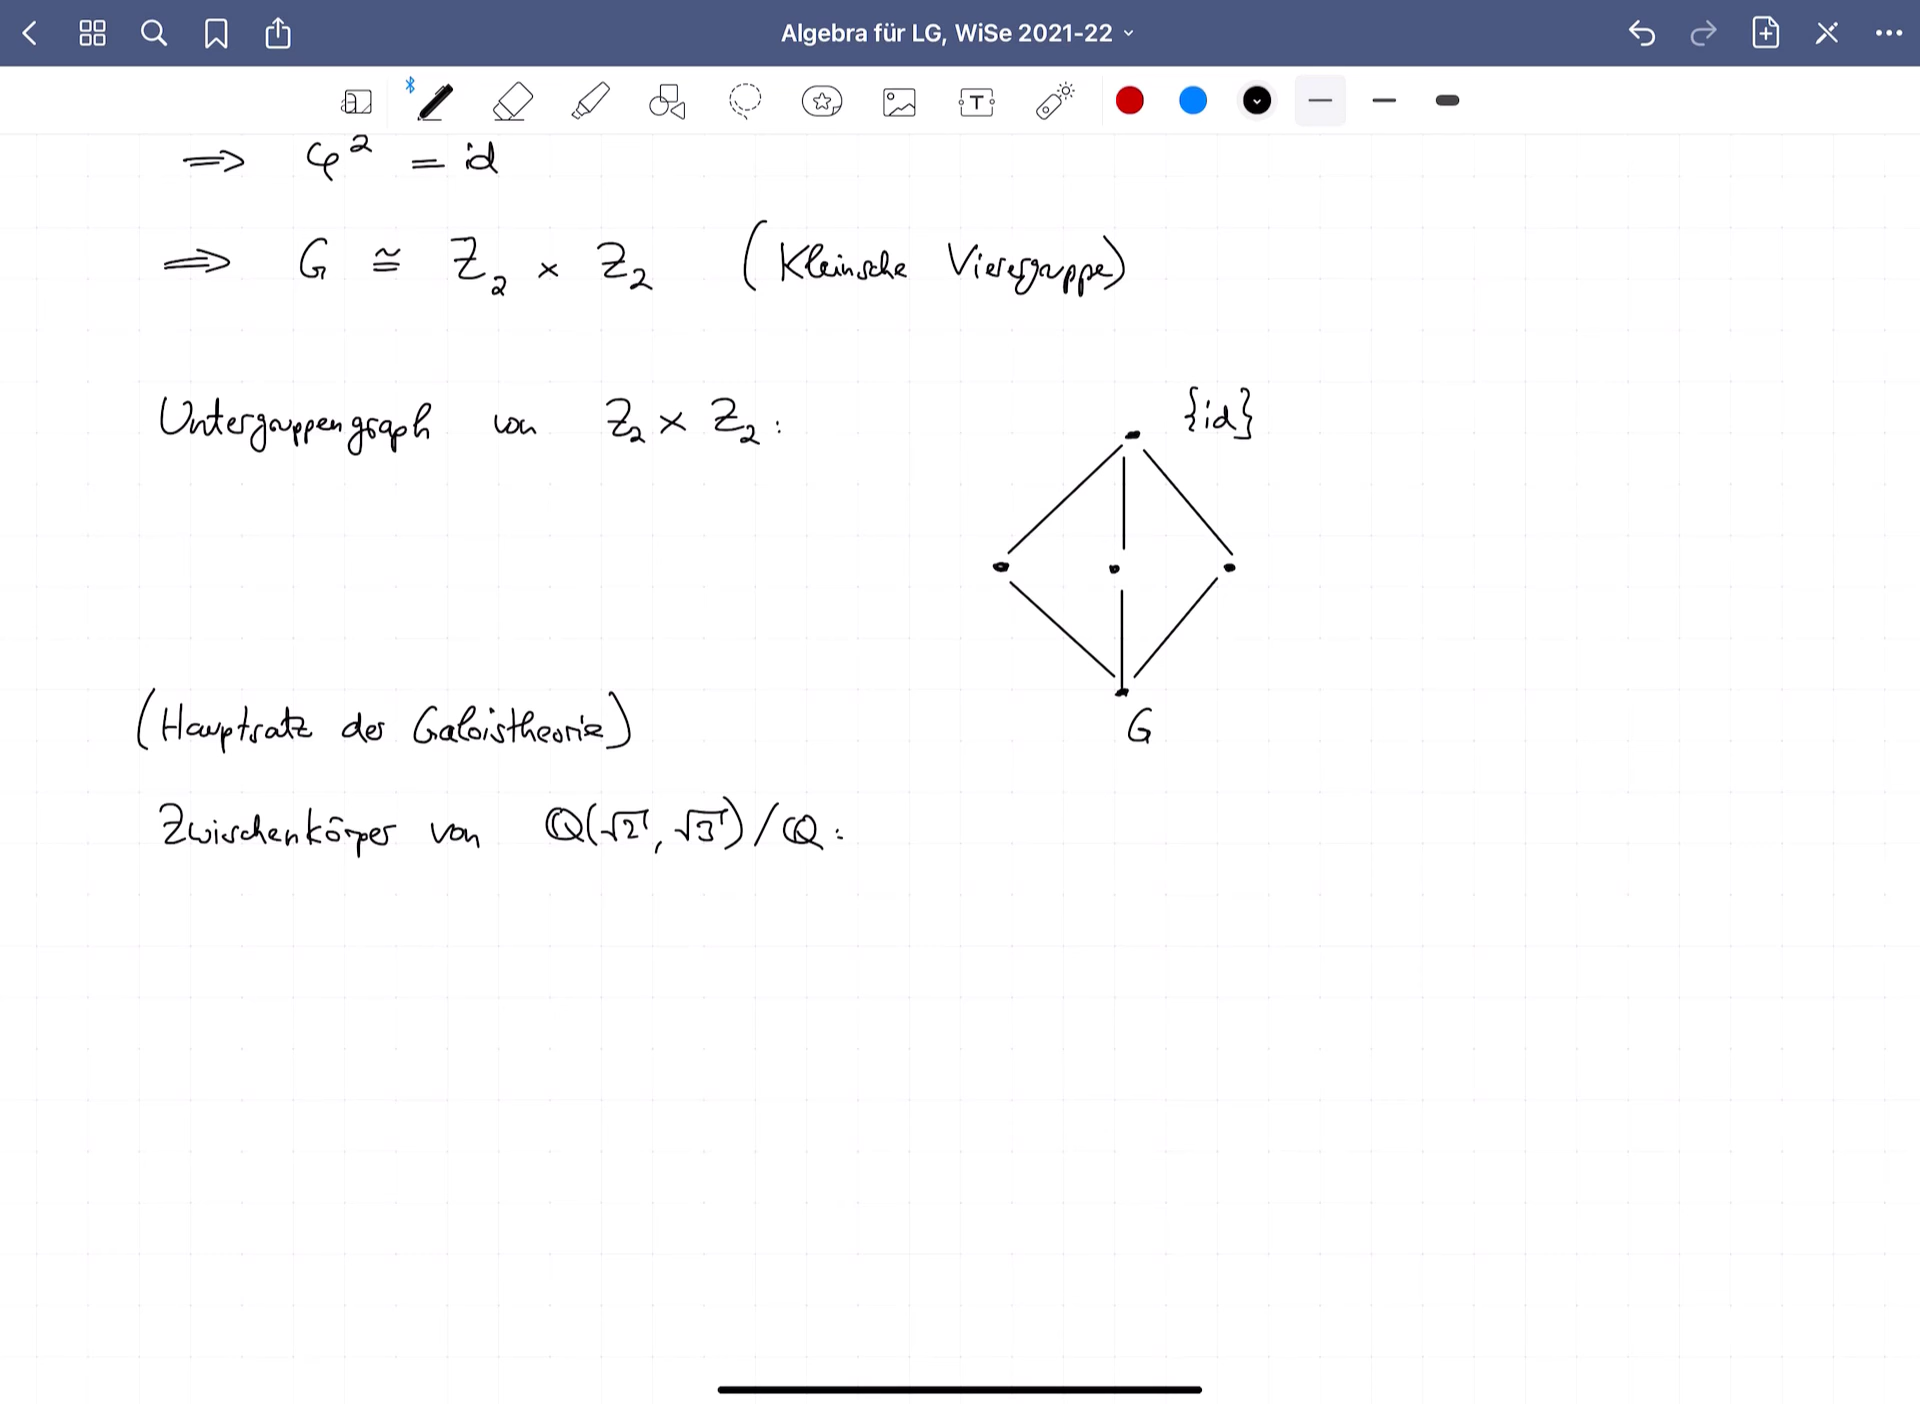 Algebra für LG, WiSe 2021-22
⇒ φ² = id
⇒ G ≅ Z₂ × Z₂ (Kleinsche Vierergruppe)
Untergruppengraph von Z₂ × Z₂: {id}
G
(Hauptsatz der Galoistheorie)
Zwischenkörper von ℚ(√2, √3)/ℚ: